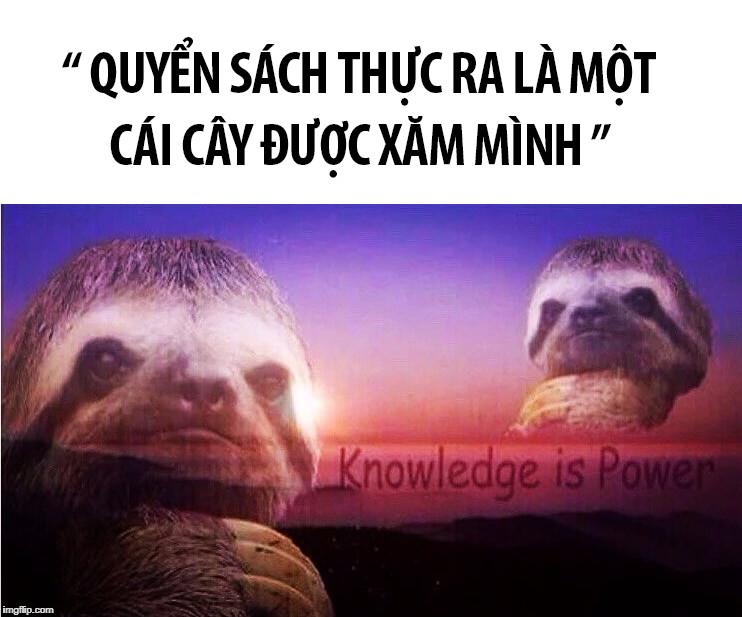 “ QUYỂN SÁCH THỰC RA LÀ MỘT
CÁI CÂY ĐƯỢC XĂM MÌNH ”
Knowledge is Power
imgflip.com